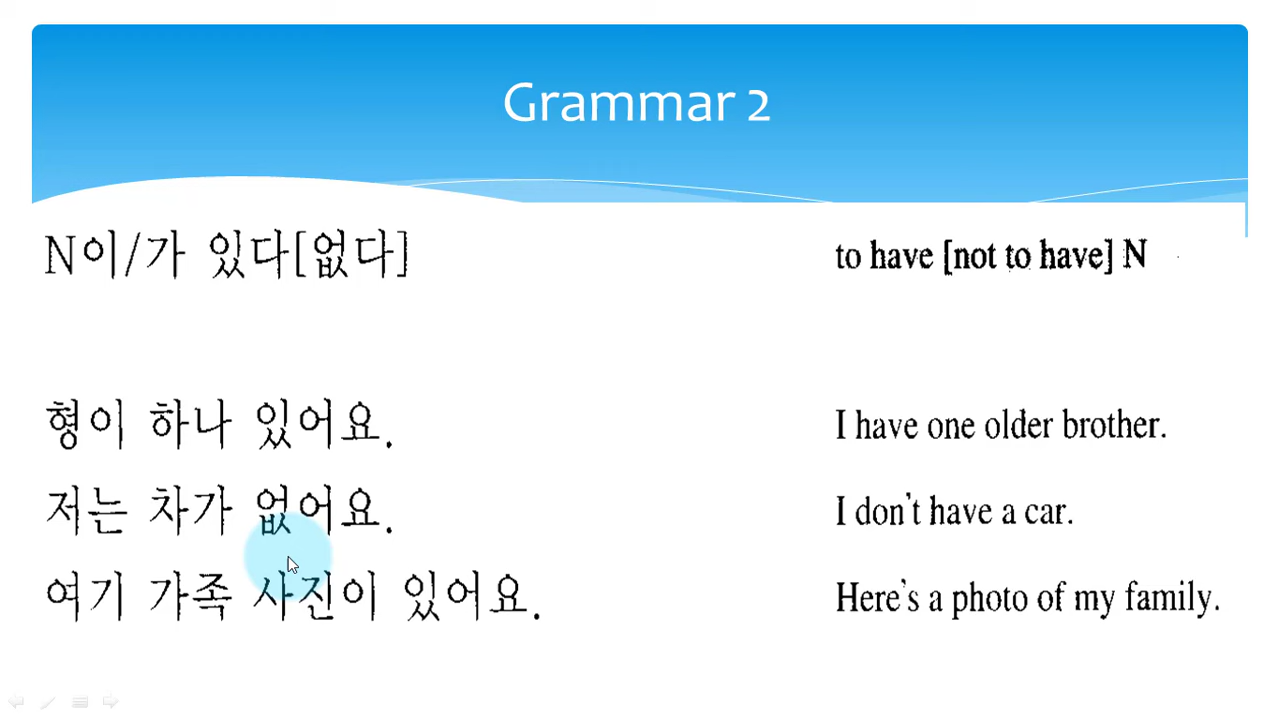 Grammar 2
N이/가 있다[없다] to have [not to have] N
형이 하나 있어요. I have one older brother.
저는 차가 없어요. I don't have a car.
여기 가족 사진이 있어요. Here's a photo of my family.